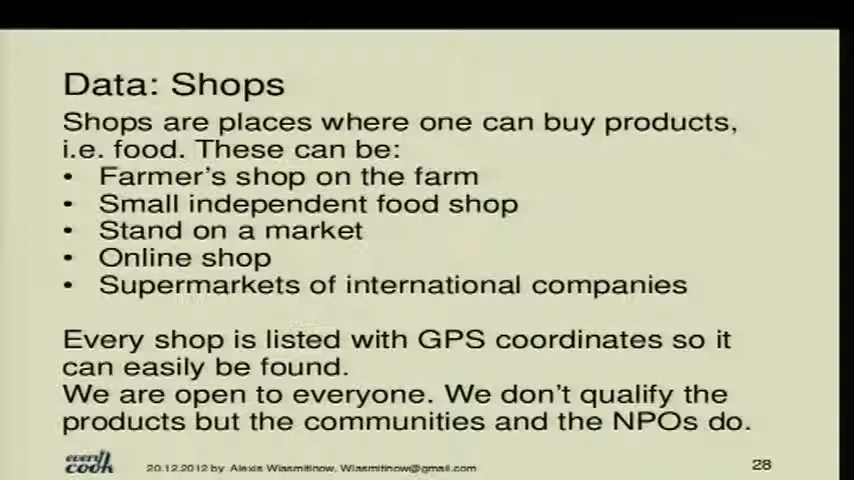 Data: Shops
Shops are places where one can buy products,
i.e. food. These can be:
• Farmer's shop on the farm
• Small independent food shop
• Stand on a market
• Online shop
• Supermarkets of international companies
Every shop is listed with GPS coordinates so it
can easily be found.
We are open to everyone. We don't qualify the
products but the communities and the NPOs do.
every
cook
20.12.2012 by Alexis Wiasmitinow, Wiasmitinow@gmail.com
28